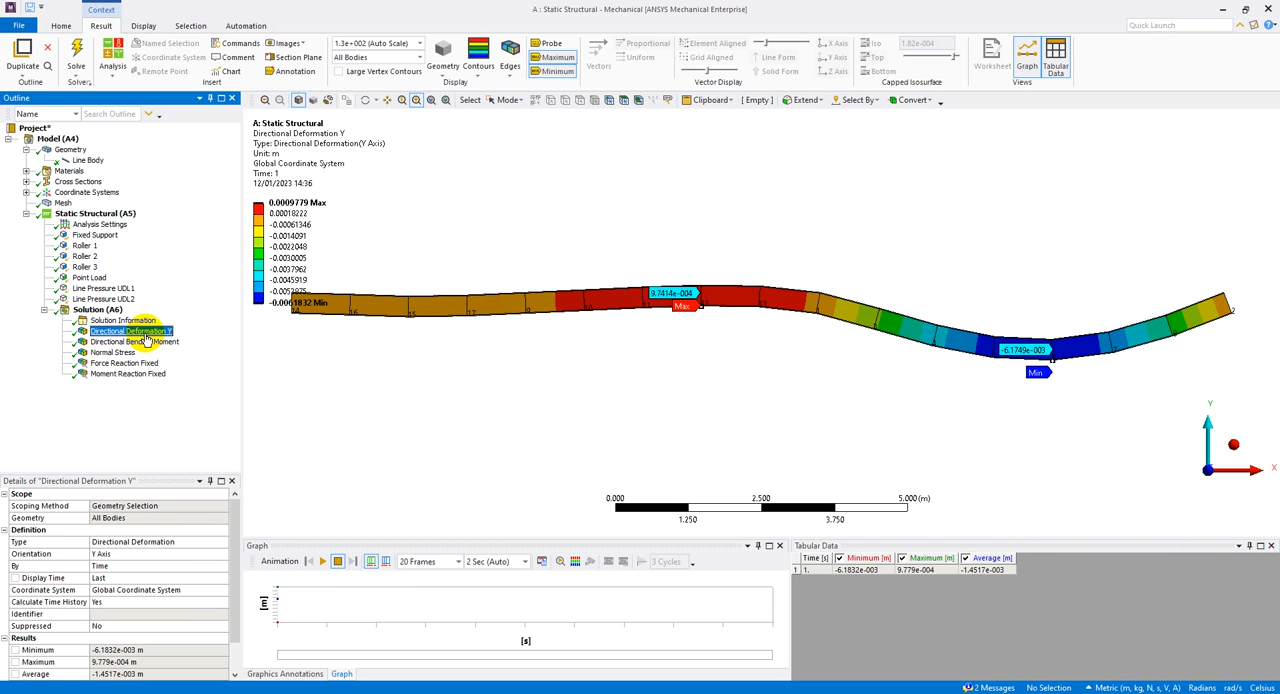 A : Static Structural - Mechanical [ANSYS Mechanical Enterprise]
Context
File Home Result Display Selection Automation
Quick Launch
Duplicate
Outline
Solve
Solver
Analysis
Named Selection
Coordinate System
Remote Point
Commands
Comment
Chart
Images
Section Plane
Annotation
Insert
1.3e+002 (Auto Scale)
All Bodies
Large Vertex Contours
Geometry
Contours
Edges
Display
Probe
Maximum
Minimum
Vectors
Proportional
Uniform
Element Aligned
Grid Aligned
Line Form
Solid Form
X Axis
Y Axis
Z Axis
Vector Display
Iso
Top
Bottom
1.82e-004
Capped Isosurface
Worksheet
Graph
Tabular Data
Views
Outline
Name
Search Outline
Select Mode Clipboard [ Empty ] Extend Select By Convert
Project*
Model (A4)
Geometry
Line Body
Materials
Cross Sections
Coordinate Systems
Mesh
Static Structural (A5)
Analysis Settings
Fixed Support
Roller 1
Roller 2
Roller 3
Point Load
Line Pressure UDL1
Line Pressure UDL2
Solution (A6)
Solution Information
Directional Deformation Y
Directional Bending Moment
Normal Stress
Force Reaction Fixed
Moment Reaction Fixed
A: Static Structural
Directional Deformation Y
Type: Directional Deformation(Y Axis)
Unit: m
Global Coordinate System
Time: 1
12/01/2023 14:36
0.0009779 Max
0.00018222
-0.00061346
-0.0014091
-0.0022048
-0.0030005
-0.0037962
-0.0045919
-0.0053875
-0.0061832 Min
9.7414e-004
Max
-6.1749e-003
Min
Y
X
0.000 2.500 5.000 (m)
1.250 3.750
Details of "Directional Deformation Y"
Scope
Scoping Method Geometry Selection
Geometry All Bodies
Definition
Type Directional Deformation
Orientation Y Axis
By Time
Display Time Last
Coordinate System Global Coordinate System
Calculate Time History Yes
Identifier
Suppressed No
Results
Minimum -6.1832e-003 m
Maximum 9.779e-004 m
Average -1.4517e-003 m
Graph
Animation 20 Frames 2 Sec (Auto) 3 Cycles
[m]
[s]
Graphics Annotations Graph
Tabular Data
Time [s] Minimum [m] Maximum [m] Average [m]
1 1. -6.1832e-003 9.779e-004 -1.4517e-003
2 Messages No Selection Metric (m, kg, N, s, V, A) Radians rad/s Celsius